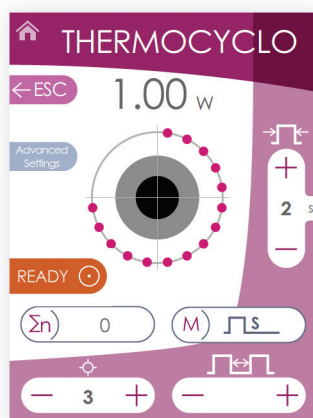 THERMOCYCLO
←ESC
1.00 w
Advanced
Settings
+
2 s
−
READY
Σn) 0
M) S
− 3 +
− +